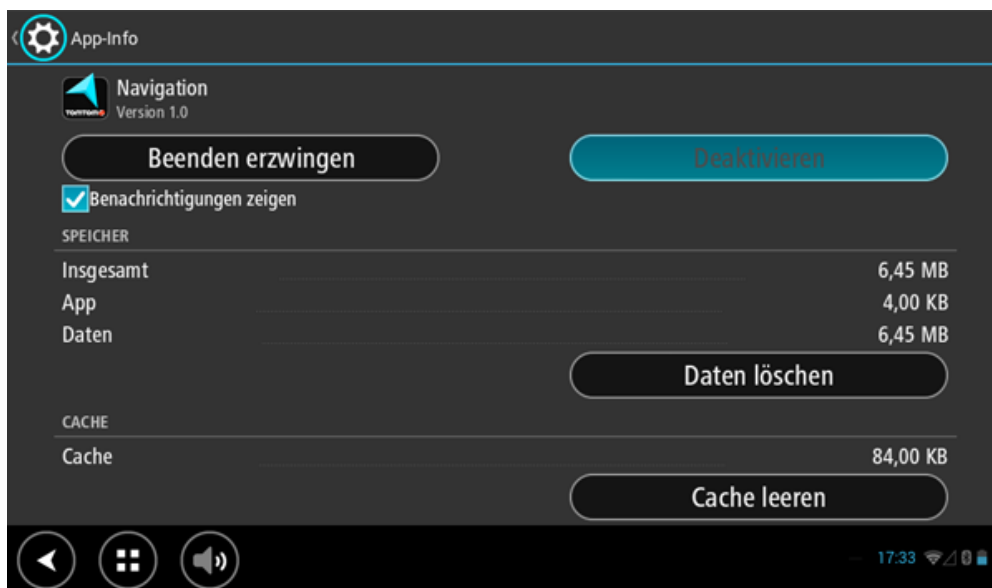 App-Info
Navigation
TOMTOM
Version 1.0
Beenden erzwingen
Deaktivieren
Benachrichtigungen zeigen
SPEICHER
Insgesamt 6,45 MB
App 4,00 KB
Daten 6,45 MB
Daten löschen
CACHE
Cache 84,00 KB
Cache leeren
17:33